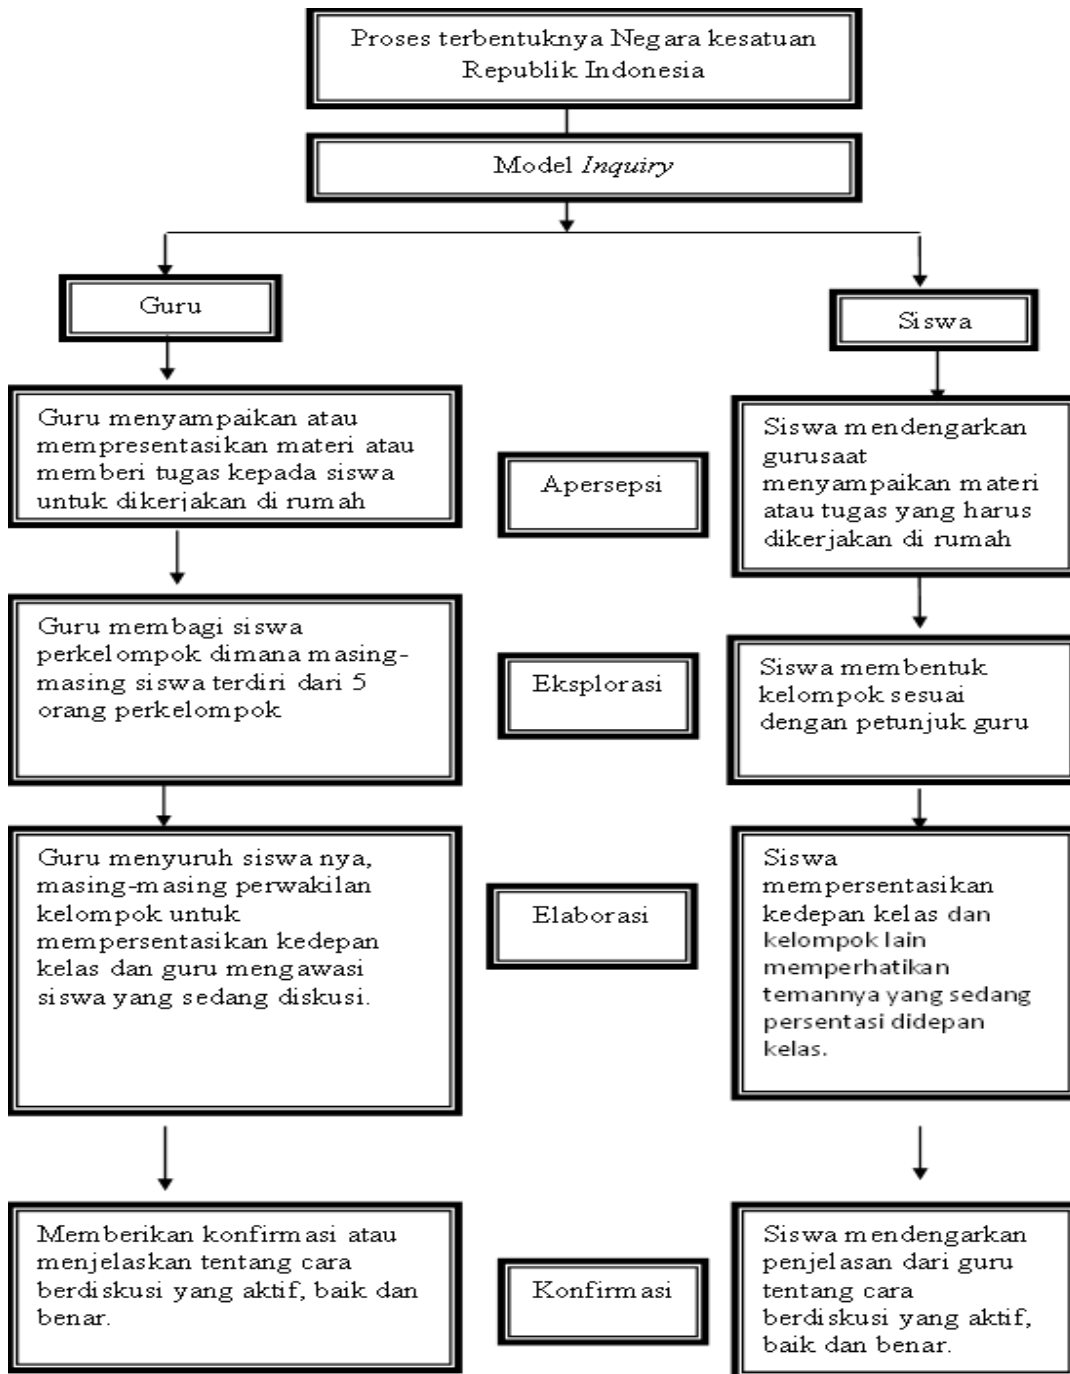 Proses terbentuknya Negara kesatuan
Republik Indonesia
Model Inquiry
Guru
Siswa
Guru menyampaikan atau
mempresentasikan materi atau
memberi tugas kepada siswa
untuk dikerjakan di rumah
Apersepsi
Siswa mendengarkan
gurusaat
menyampaikan materi
atau tugas yang harus
dikerjakan di rumah
Guru membagi siswa
perkelompok dimana masing-
masing siswa terdiri dari 5
orang perkelompok
Eksplorasi
Siswa membentuk
kelompok sesuai
dengan petunjuk guru
Guru menyuruh siswa nya,
masing-masing perwakilan
kelompok untuk
mempersentasikan kedepan
kelas dan guru mengawasi
siswa yang sedang diskusi.
Elaborasi
Siswa
mempersentasikan
kedepan kelas dan
kelompok lain
memperhatikan
temannya yang sedang
persentasi didepan
kelas.
Memberikan konfirmasi atau
menjelaskan tentang cara
berdiskusi yang aktif, baik dan
benar.
Konfirmasi
Siswa mendengarkan
penjelasan dari guru
tentang cara
berdiskusi yang aktif,
baik dan benar.